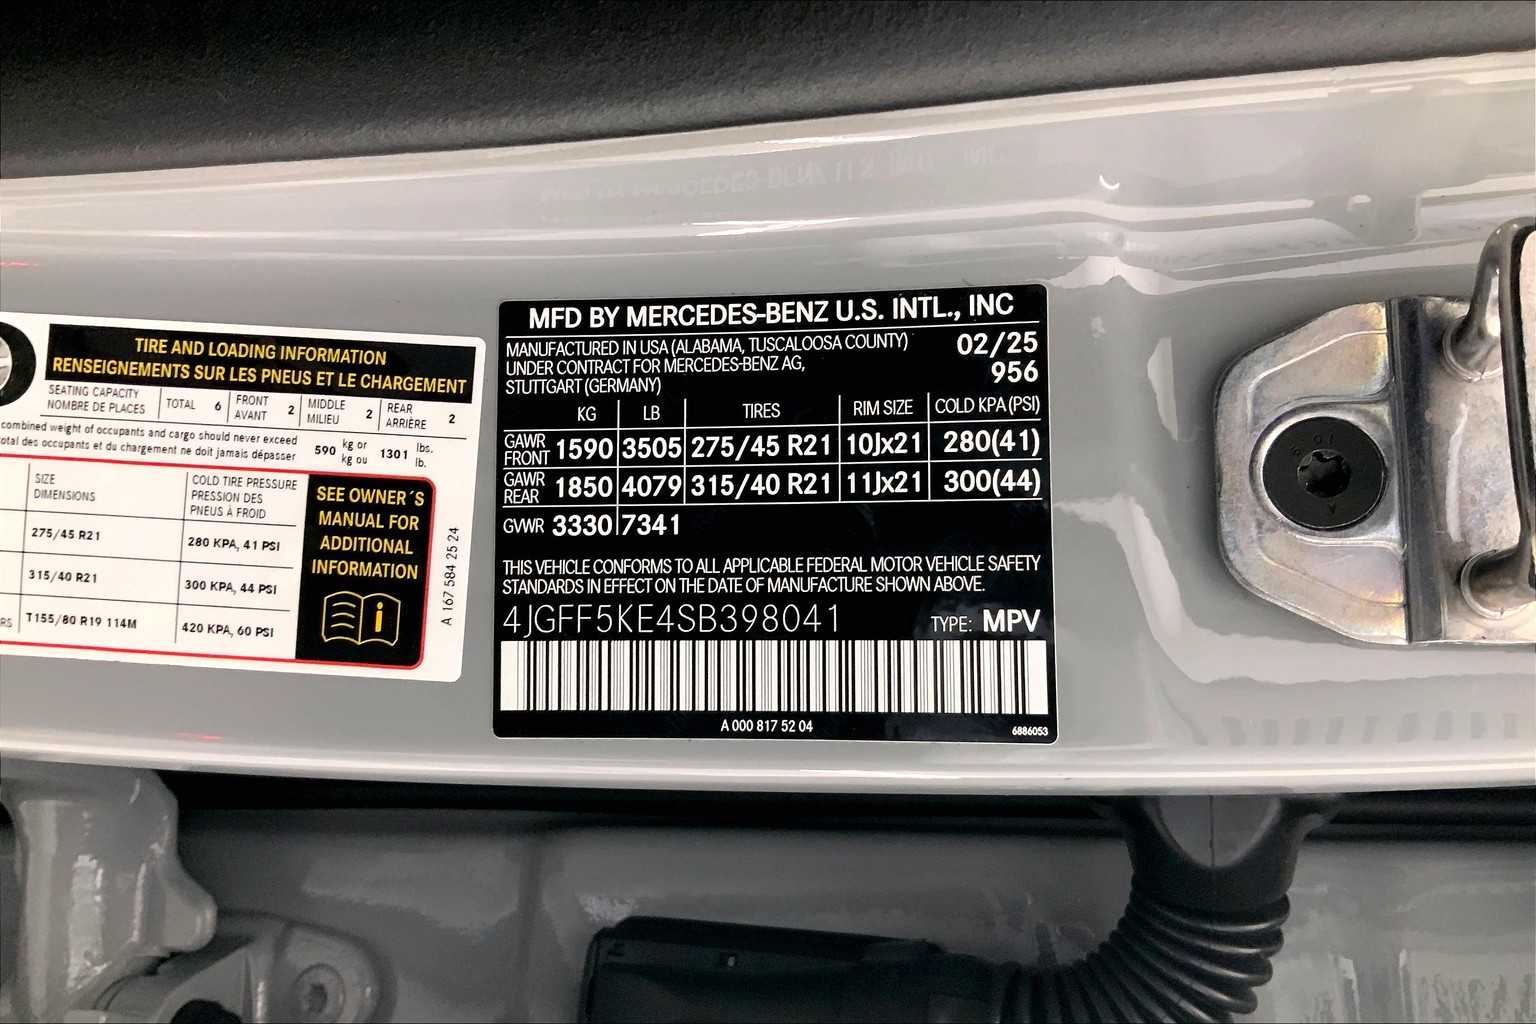 TIRE AND LOADING INFORMATION
RENSEIGNEMENTS SUR LES PNEUS ET LE CHARGEMENT
SEATING CAPACITY
NOMBRE DE PLACES
TOTAL 6
FRONT
AVANT 2
MIDDLE
MILIEU 2
REAR
ARRIÈRE 2
combined weight of occupants and cargo should never exceed
total des occupants et du chargement ne doit jamais dépasser
590 kg or
kg ou
1301 lbs.
lb.
SIZE
DIMENSIONS
COLD TIRE PRESSURE
PRESSION DES
PNEUS À FROID
275/45 R21 280 KPA, 41 PSI
315/40 R21 300 KPA, 44 PSI
T155/80 R19 114M 420 KPA, 60 PSI
SEE OWNER´S
MANUAL FOR
ADDITIONAL
INFORMATION
A 167 584 25 24
MFD BY MERCEDES-BENZ U.S. INTL., INC
MANUFACTURED IN USA (ALABAMA, TUSCALOOSA COUNTY) 02/25
UNDER CONTRACT FOR MERCEDES-BENZ AG, 956
STUTTGART (GERMANY)
KG LB TIRES RIM SIZE COLD KPA (PSI)
GAWR
FRONT 1590 3505 275/45 R21 10Jx21 280(41)
GAWR
REAR 1850 4079 315/40 R21 11Jx21 300(44)
GVWR 3330 7341
THIS VEHICLE CONFORMS TO ALL APPLICABLE FEDERAL MOTOR VEHICLE SAFETY
STANDARDS IN EFFECT ON THE DATE OF MANUFACTURE SHOWN ABOVE.
4JGFF5KE4SB398041 TYPE: MPV
A 000 817 52 04
6886053